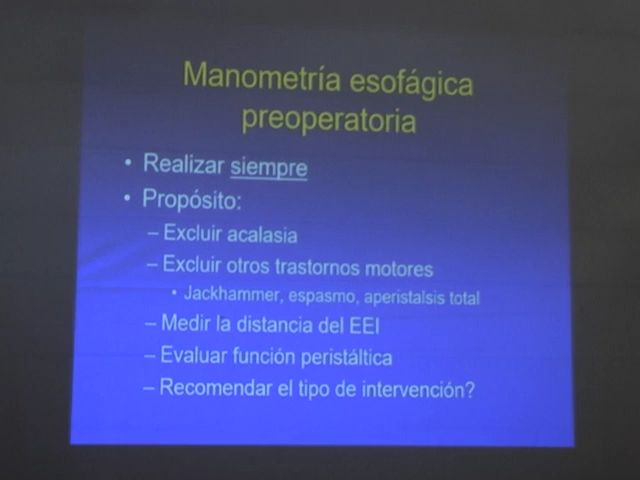 Manometría esofágica
preoperatoria
• Realizar siempre
• Propósito:
– Excluir acalasia
– Excluir otros trastornos motores
• Jackhammer, espasmo, aperistalsis total
– Medir la distancia del EEI
– Evaluar función peristáltica
– Recomendar el tipo de intervención?